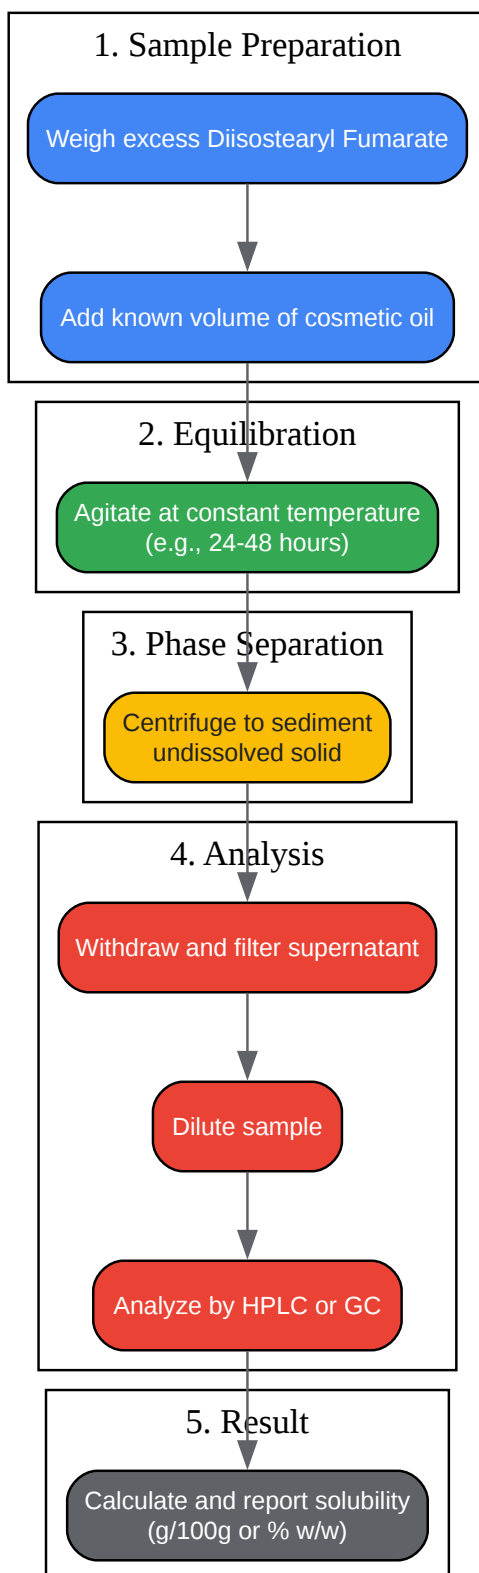 1. Sample Preparation
Weigh excess Diisostearyl Fumarate
Add known volume of cosmetic oil
2. Equilibration
Agitate at constant temperature
(e.g., 24-48 hours)
3. Phase Separation
Centrifuge to sediment
undissolved solid
4. Analysis
Withdraw and filter supernatant
Dilute sample
Analyze by HPLC or GC
5. Result
Calculate and report solubility
(g/100g or % w/w)